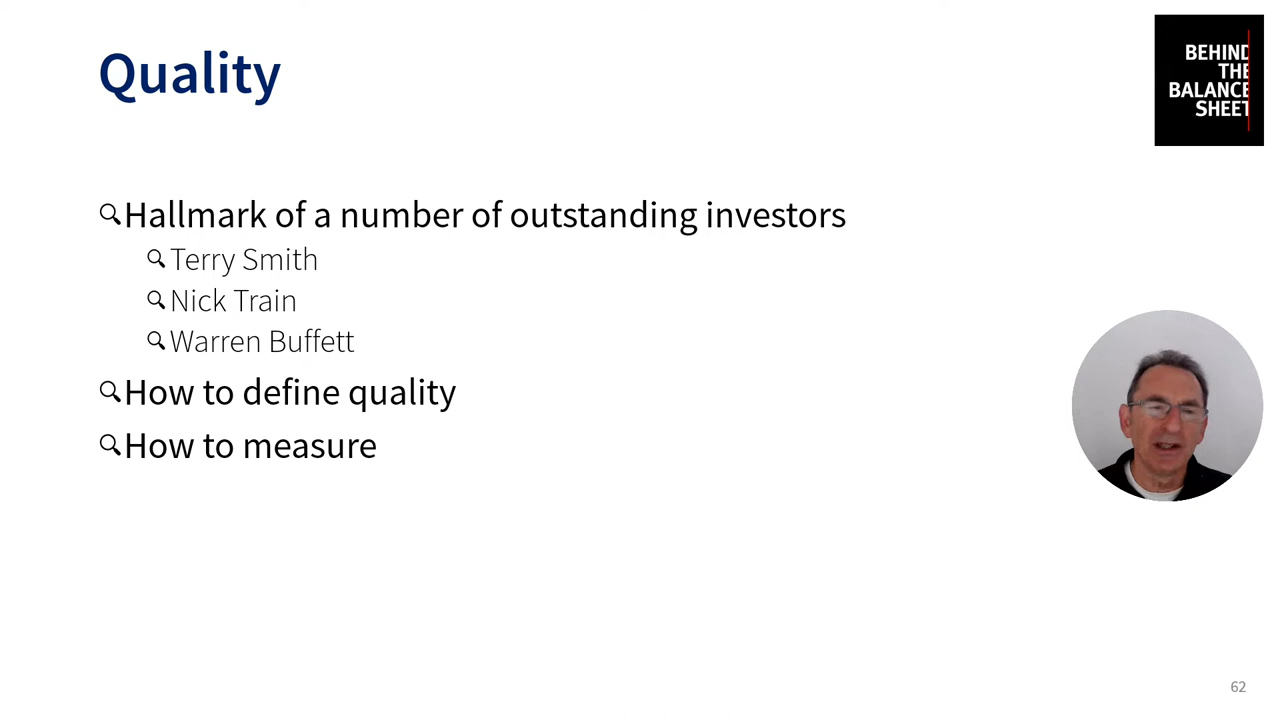 Quality
BEHIND
THE
BALANCE
SHEET
Hallmark of a number of outstanding investors
Terry Smith
Nick Train
Warren Buffett
How to define quality
How to measure
62